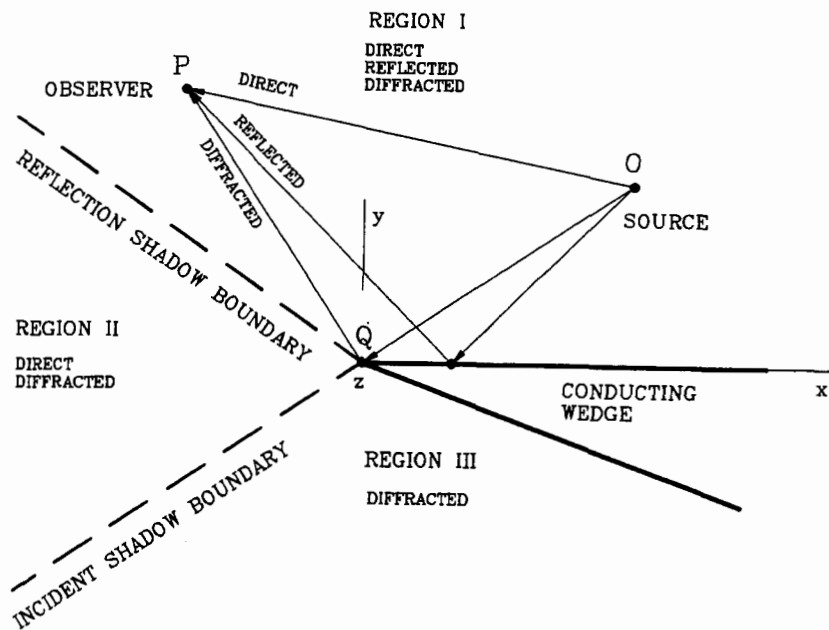 REGION I
DIRECT
REFLECTED
DIFFRACTED
P
OBSERVER
DIRECT
REFLECTED
DIFFRACTED
O
SOURCE
y
REFLECTION SHADOW BOUNDARY
Q
z
x
REGION II
DIRECT
DIFFRACTED
CONDUCTING
WEDGE
REGION III
DIFFRACTED
INCIDENT SHADOW BOUNDARY